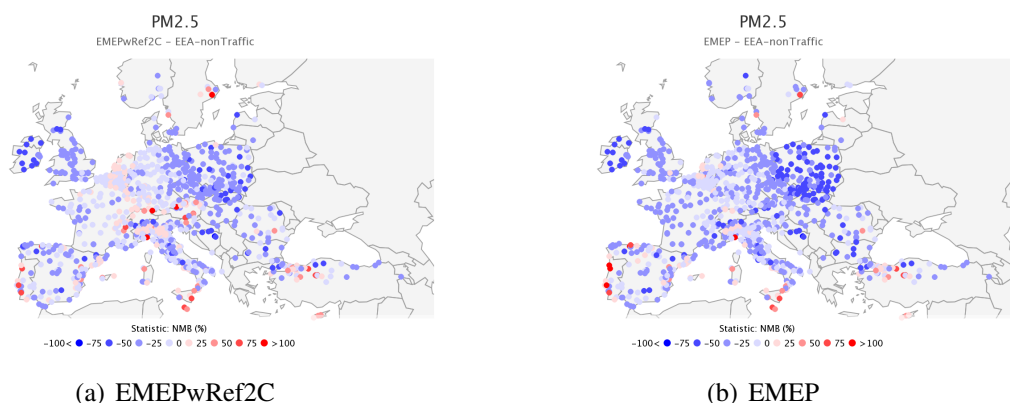 PM2.5
EMEPwRef2C - EEA-nonTraffic
Statistic: NMB (%)
-100< -75 -50 -25 0 25 50 75 >100
(a) EMEPwRef2C
PM2.5
EMEP - EEA-nonTraffic
Statistic: NMB (%)
-100< -75 -50 -25 0 25 50 75 >100
(b) EMEP